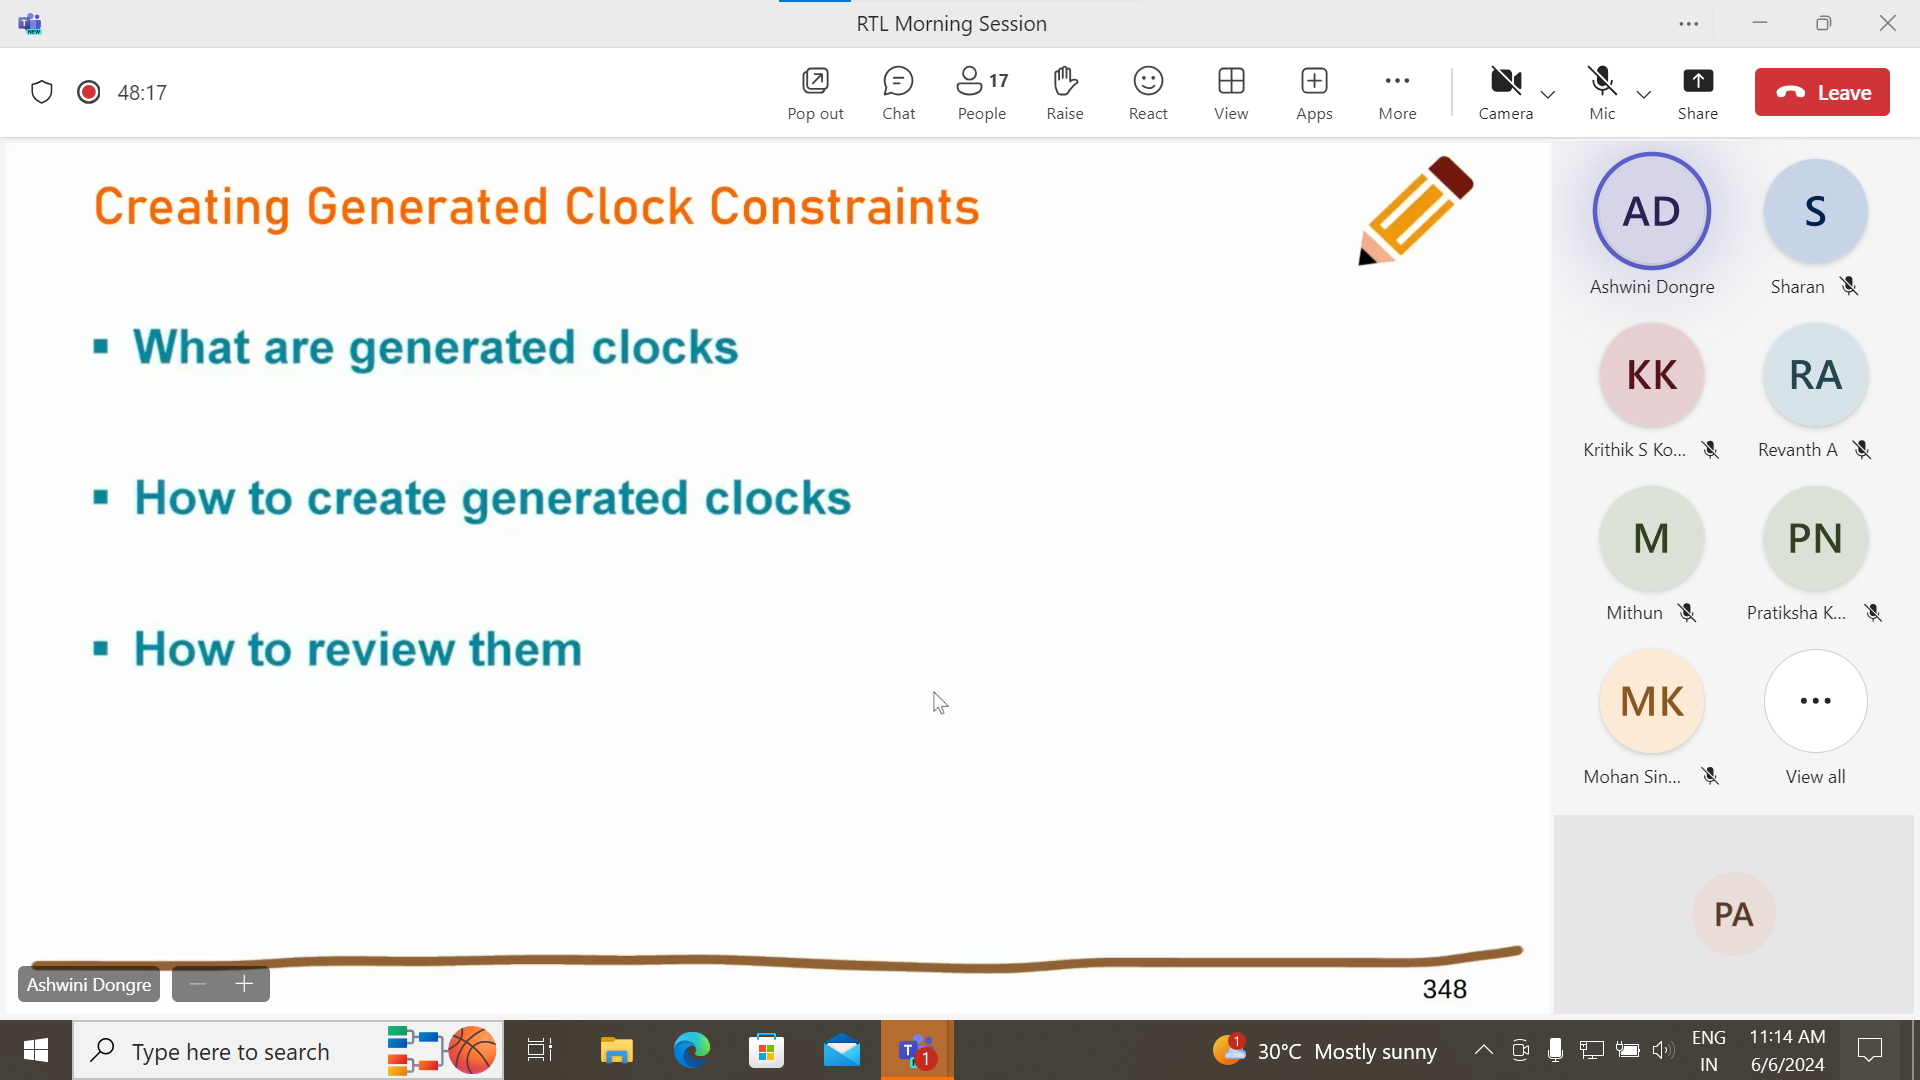 RTL Morning Session
48:17
Pop out
Chat
17
People
Raise
React
View
Apps
More
Camera
Mic
Share
Leave
Creating Generated Clock Constraints
▪ What are generated clocks
▪ How to create generated clocks
▪ How to review them
348
Ashwini Dongre
AD
Ashwini Dongre
S
Sharan
KK
Krithik S Ko...
RA
Revanth A
M
Mithun
PN
Pratiksha K...
MK
Mohan Sin...
View all
PA
Type here to search
1
1
30°C Mostly sunny
ENG
IN
11:14 AM
6/6/2024